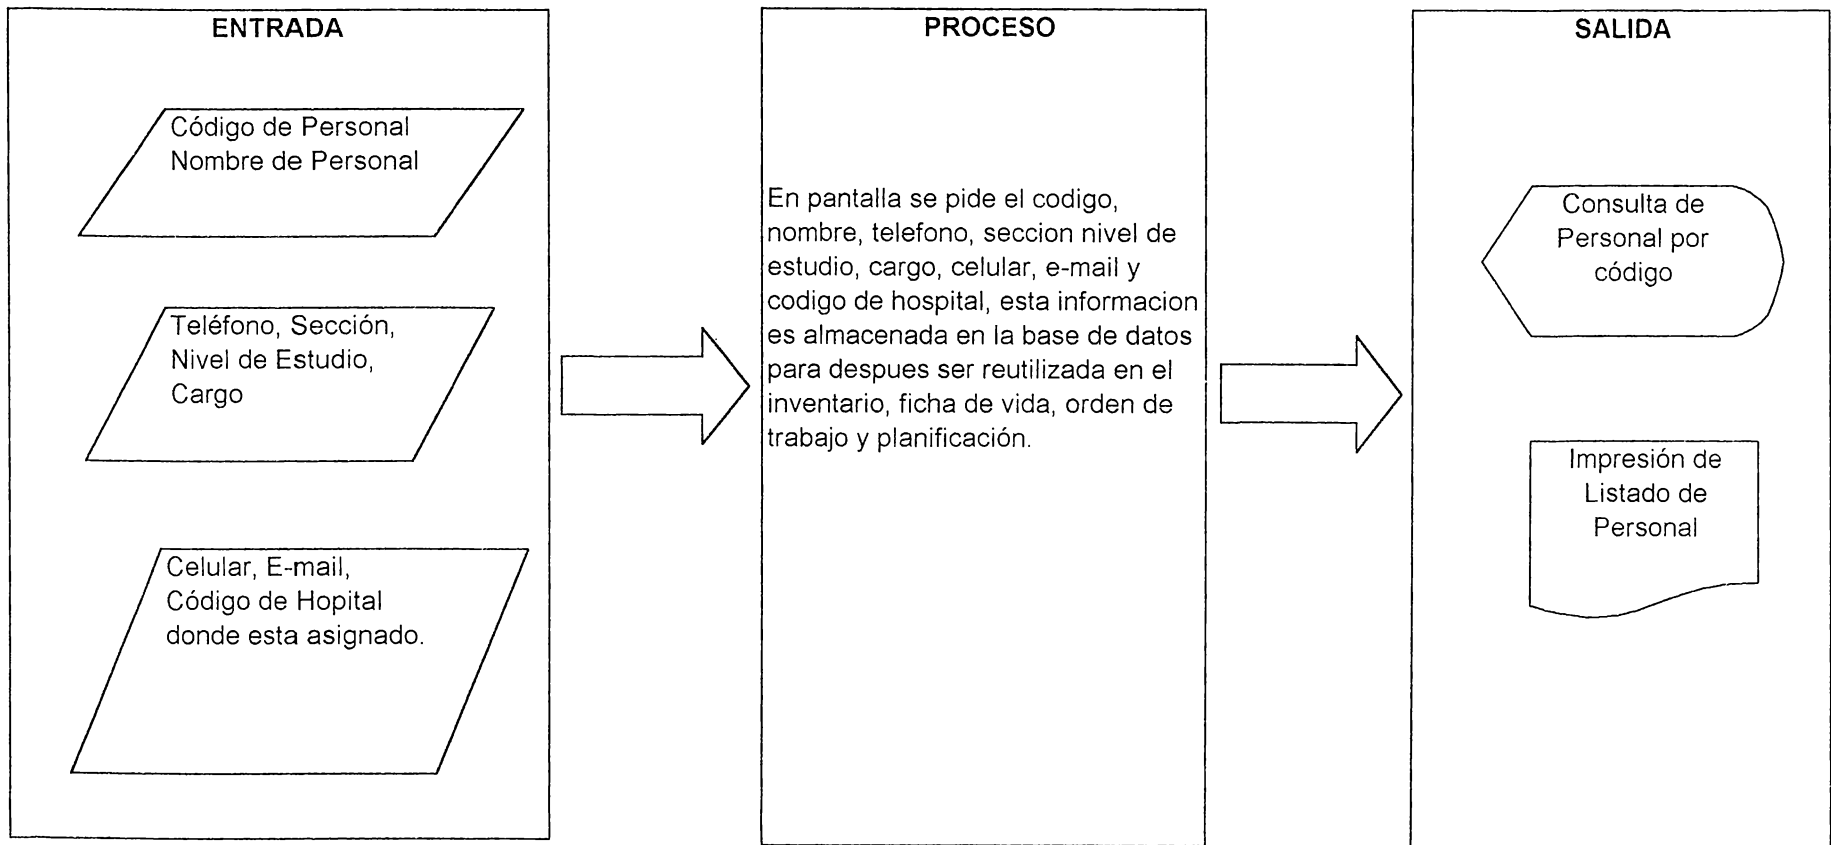 ENTRADA
Código de Personal
Nombre de Personal
Teléfono, Sección,
Nivel de Estudio,
Cargo
Celular, E-mail,
Código de Hopital
donde esta asignado.
PROCESO
En pantalla se pide el codigo,
nombre, telefono, seccion nivel de
estudio, cargo, celular, e-mail y
codigo de hospital, esta informacion
es almacenada en la base de datos
para despues ser reutilizada en el
inventario, ficha de vida, orden de
trabajo y planificación.
SALIDA
Consulta de
Personal por
código
Impresión de
Listado de
Personal